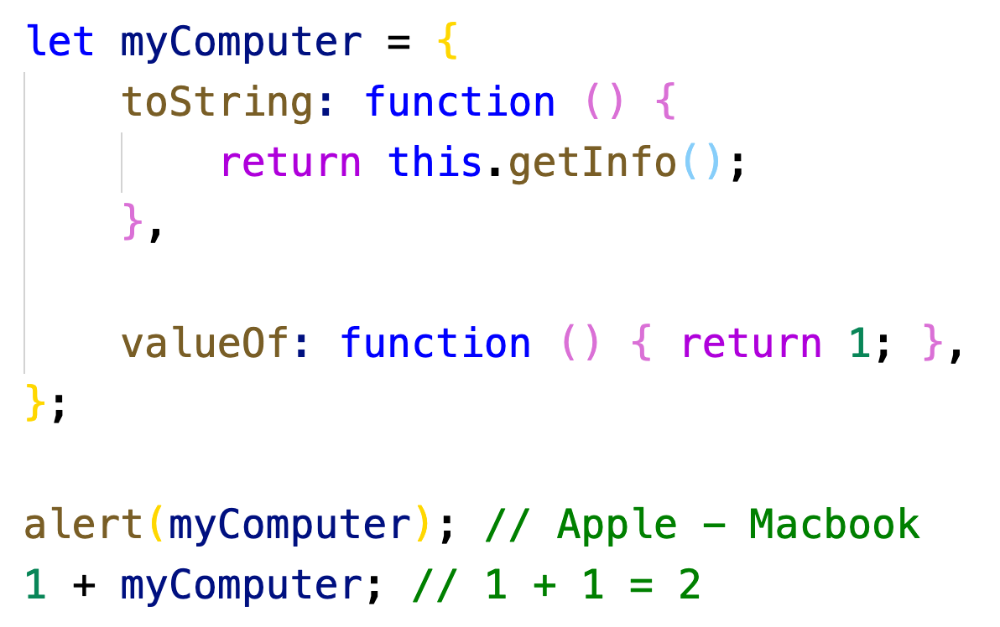 let myComputer = {
    toString: function () {
        return this.getInfo();
    },

    valueOf: function () { return 1; },
};

alert(myComputer); // Apple - Macbook
1 + myComputer; // 1 + 1 = 2